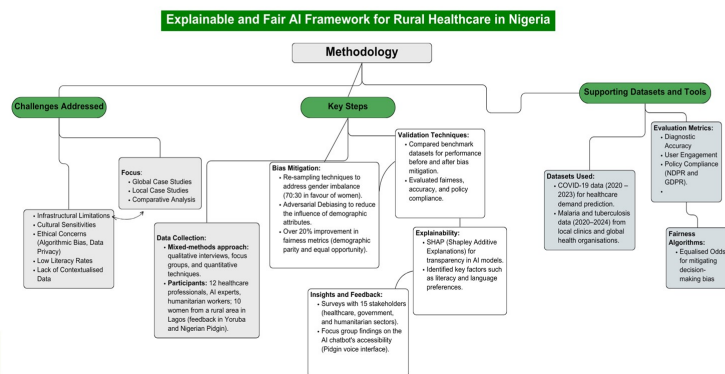 Explainable and Fair AI Framework for Rural Healthcare in Nigeria
Methodology
Challenges Addressed
Key Steps
Supporting Datasets and Tools
Focus:
• Global Case Studies
• Local Case Studies
• Comparative Analysis
• Infrastructural Limitations
• Cultural Sensitivities
• Ethical Concerns
(Algorithmic Bias, Data
Privacy)
• Low Literacy Rates
• Lack of Contextualised
Data
Data Collection:
• Mixed-methods approach:
qualitative interviews, focus
groups, and quantitative
techniques.
• Participants: 12 healthcare
professionals, AI experts,
humanitarian workers; 10
women from a rural area in
Lagos (feedback in Yoruba
and Nigerian Pidgin).
Bias Mitigation:
• Re-sampling techniques to
address gender imbalance
(70:30 in favour of women).
• Adversarial Debiasing to reduce
the influence of demographic
attributes.
• Over 20% improvement in
fairness metrics (demographic
parity and equal opportunity).
Validation Techniques:
• Compared benchmark
datasets for performance
before and after bias
mitigation.
• Evaluated fairness,
accuracy, and policy
compliance.
Explainability:
• SHAP (Shapley Additive
Explanations) for
transparency in AI models.
• Identified key factors such
as literacy and language
preferences.
Insights and Feedback:
• Surveys with 15 stakeholders
(healthcare, government,
and humanitarian sectors).
• Focus group findings on the
AI chatbot's accessibility
(Pidgin voice interface).
Datasets Used:
• COVID-19 data (2020 –
2023) for healthcare
demand prediction.
• Malaria and tuberculosis
data (2020–2024) from
local clinics and global
health organisations.
Evaluation Metrics:
• Diagnostic
Accuracy
• User Engagement
• Policy Compliance
(NDPR and
GDPR).
•
Fairness
Algorithms:
• Equalised Odds
for mitigating
decision-
making bias